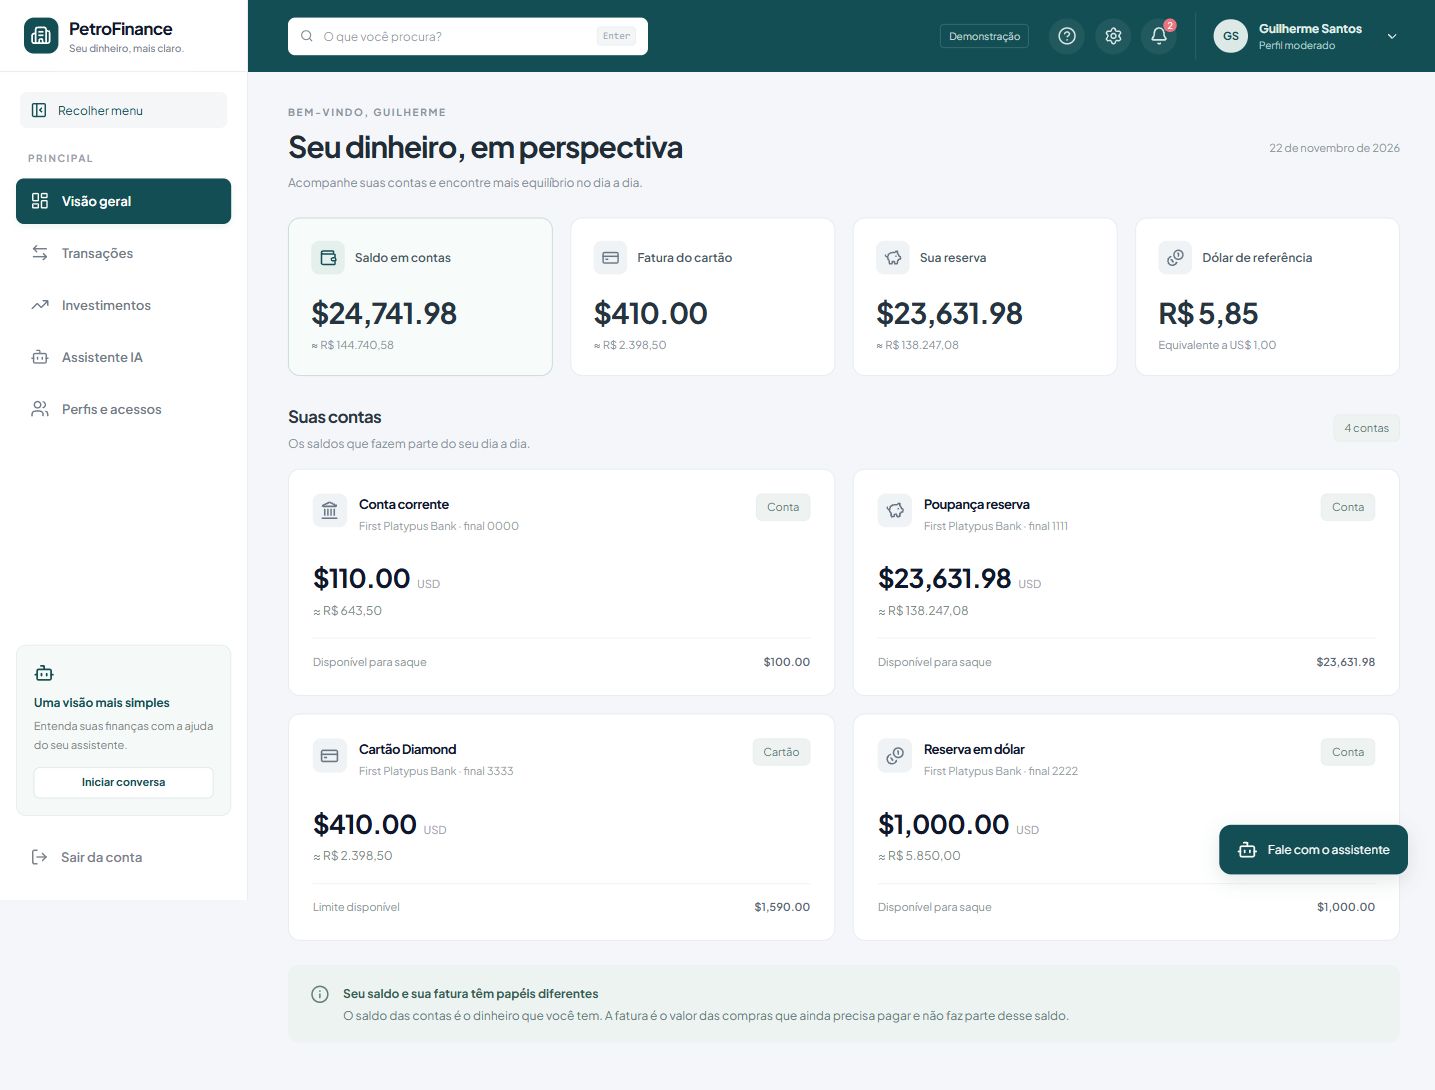 PetroFinance
Seu dinheiro, mais claro.
O que você procura?
Enter
Demonstração
2
GS
Guilherme Santos
Perfil moderado
Recolher menu
PRINCIPAL
Visão geral
Transações
Investimentos
Assistente IA
Perfis e acessos
Uma visão mais simples
Entenda suas finanças com a ajuda
do seu assistente.
Iniciar conversa
Sair da conta
BEM-VINDO, GUILHERME
Seu dinheiro, em perspectiva
22 de novembro de 2026
Acompanhe suas contas e encontre mais equilíbrio no dia a dia.
Saldo em contas
$24,741.98
≈ R$ 144.740,58
Fatura do cartão
$410.00
≈ R$ 2.398,50
Sua reserva
$23,631.98
≈ R$ 138.247,08
Dólar de referência
R$ 5,85
Equivalente a US$ 1,00
Suas contas
Os saldos que fazem parte do seu dia a dia.
4 contas
Conta corrente
First Platypus Bank · final 0000
Conta
$110.00 USD
≈ R$ 643,50
Disponível para saque $100.00
Poupança reserva
First Platypus Bank · final 1111
Conta
$23,631.98 USD
≈ R$ 138.247,08
Disponível para saque $23,631.98
Cartão Diamond
First Platypus Bank · final 3333
Cartão
$410.00 USD
≈ R$ 2.398,50
Limite disponível $1,590.00
Reserva em dólar
First Platypus Bank · final 2222
Conta
$1,000.00 USD
≈ R$ 5.850,00
Disponível para saque $1,000.00
Fale com o assistente
Seu saldo e sua fatura têm papéis diferentes
O saldo das contas é o dinheiro que você tem. A fatura é o valor das compras que ainda precisa pagar e não faz parte desse saldo.